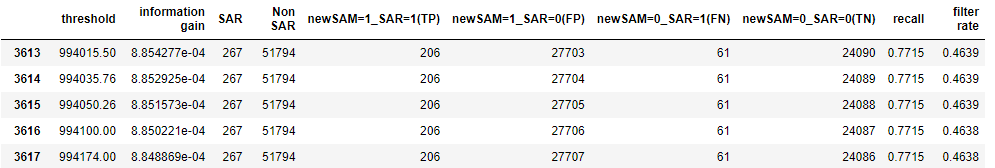 threshold information gain SAR Non SAR newSAM=1_SAR=1(TP) newSAM=1_SAR=0(FP) newSAM=0_SAR=1(FN) newSAM=0_SAR=0(TN) recall filter rate
3613 994015.50 8.854277e-04 267 51794 206 27703 61 24090 0.7715 0.4639
3614 994035.76 8.852925e-04 267 51794 206 27704 61 24089 0.7715 0.4639
3615 994050.26 8.851573e-04 267 51794 206 27705 61 24088 0.7715 0.4639
3616 994100.00 8.850221e-04 267 51794 206 27706 61 24087 0.7715 0.4638
3617 994174.00 8.848869e-04 267 51794 206 27707 61 24086 0.7715 0.4638